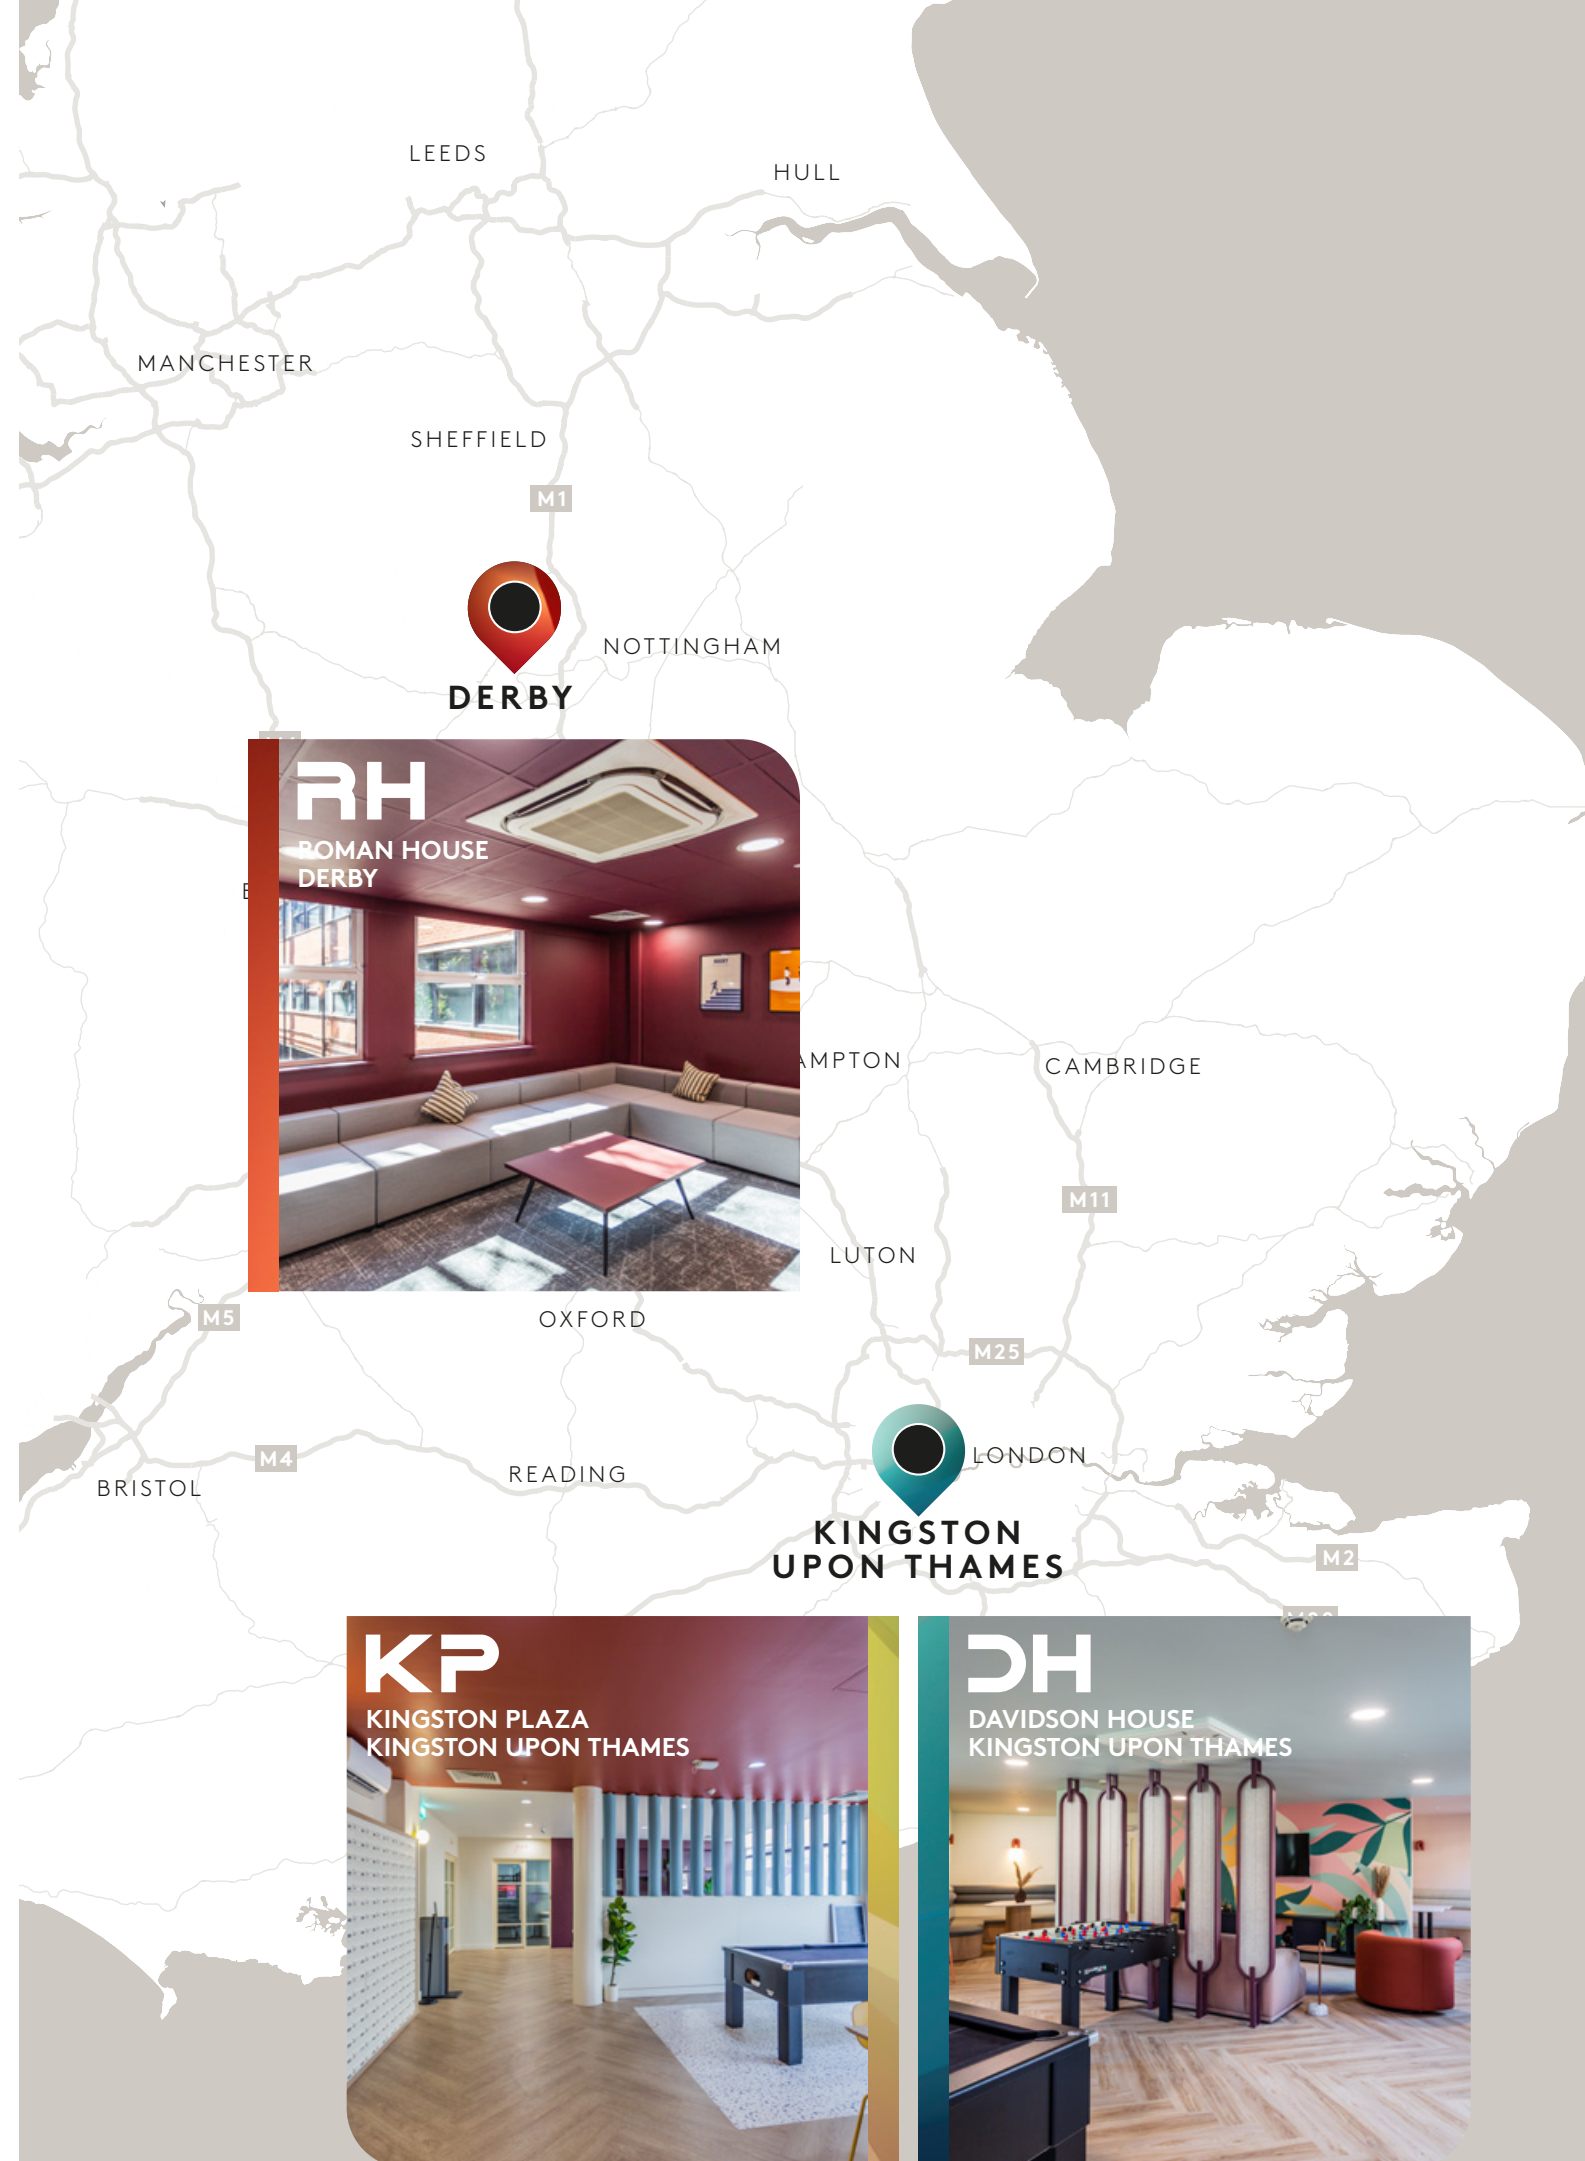 LEEDS
HULL
MANCHESTER
SHEFFIELD
M1
NOTTINGHAM
DERBY
RH
ROMAN HOUSE
DERBY
AMPTON
CAMBRIDGE
M11
LUTON
M5
OXFORD
M25
M4
LONDON
READING
BRISTOL
KINGSTON
UPON THAMES
M2
KP
KINGSTON PLAZA
KINGSTON UPON THAMES
DH
DAVIDSON HOUSE
KINGSTON UPON THAMES